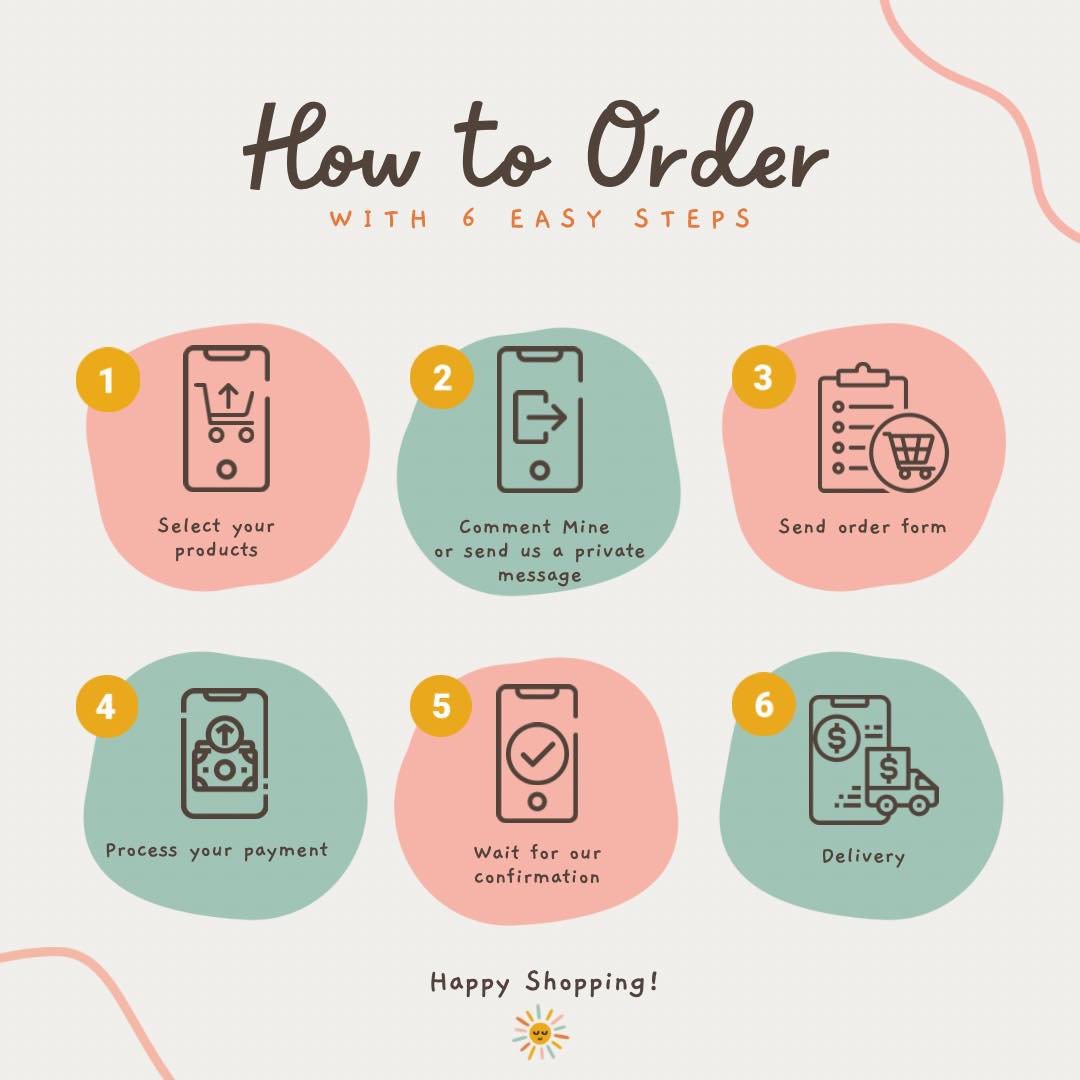 How to Order
WITH 6 EASY STEPS
1
Select your
products
2
Comment Mine
or send us a private
message
3
Send order form
4
Process your payment
5
Wait for our
confirmation
6
$
$
Delivery
Happy Shopping!